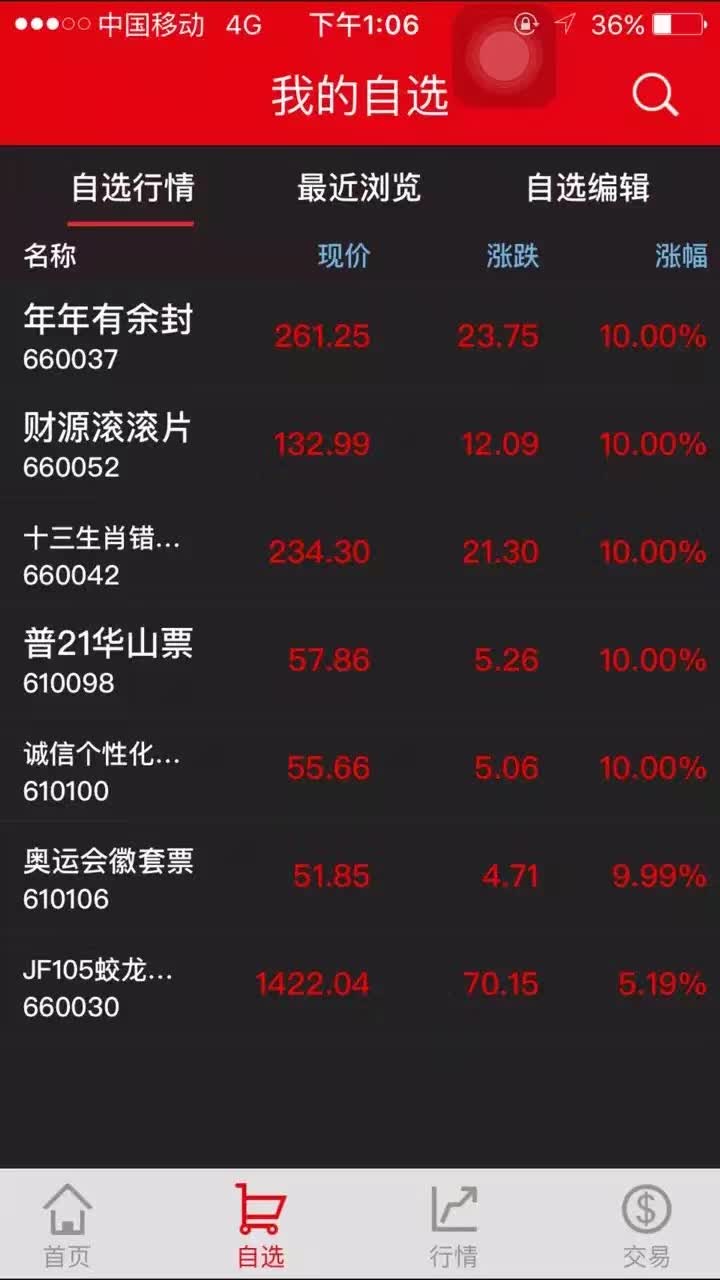 中国移动 4G 下午1:06 36%
我的自选
自选行情 最近浏览 自选编辑
名称 现价 涨跌 涨幅
年年有余封 261.25 23.75 10.00%
660037
财源滚滚片 132.99 12.09 10.00%
660052
十三生肖错... 234.30 21.30 10.00%
660042
普21华山票 57.86 5.26 10.00%
610098
诚信个性化... 55.66 5.06 10.00%
610100
奥运会徽套票 51.85 4.71 9.99%
610106
JF105蛟龙... 1422.04 70.15 5.19%
660030
首页 自选 行情 交易